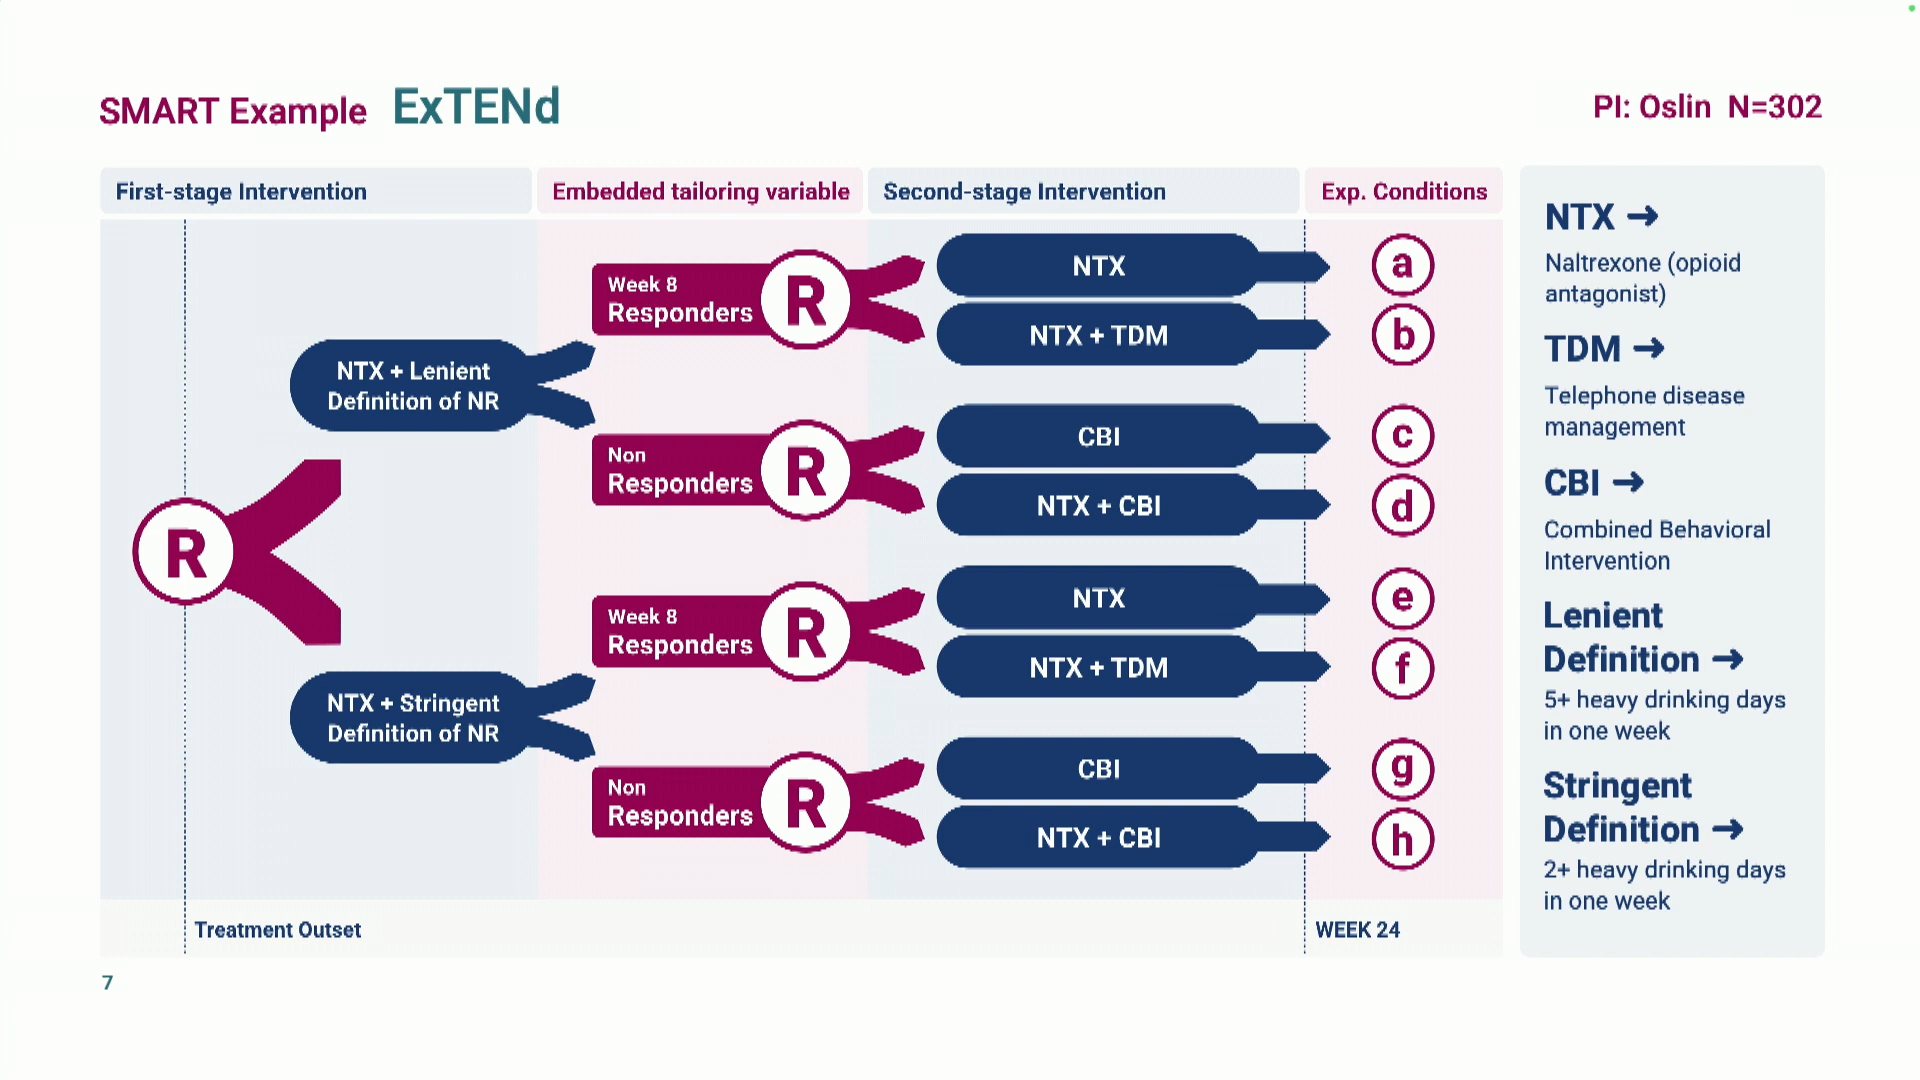 SMART Example ExTENd
PI: Oslin N=302
First-stage Intervention
Embedded tailoring variable
Second-stage Intervention
Exp. Conditions
R
NTX + Lenient
Definition of NR
NTX + Stringent
Definition of NR
Week 8
Responders
R
Non
Responders
R
Week 8
Responders
R
Non
Responders
R
NTX
NTX + TDM
CBI
NTX + CBI
NTX
NTX + TDM
CBI
NTX + CBI
a
b
c
d
e
f
g
h
Treatment Outset
WEEK 24
NTX →
Naltrexone (opioid
antagonist)
TDM →
Telephone disease
management
CBI →
Combined Behavioral
Intervention
Lenient
Definition →
5+ heavy drinking days
in one week
Stringent
Definition →
2+ heavy drinking days
in one week
7